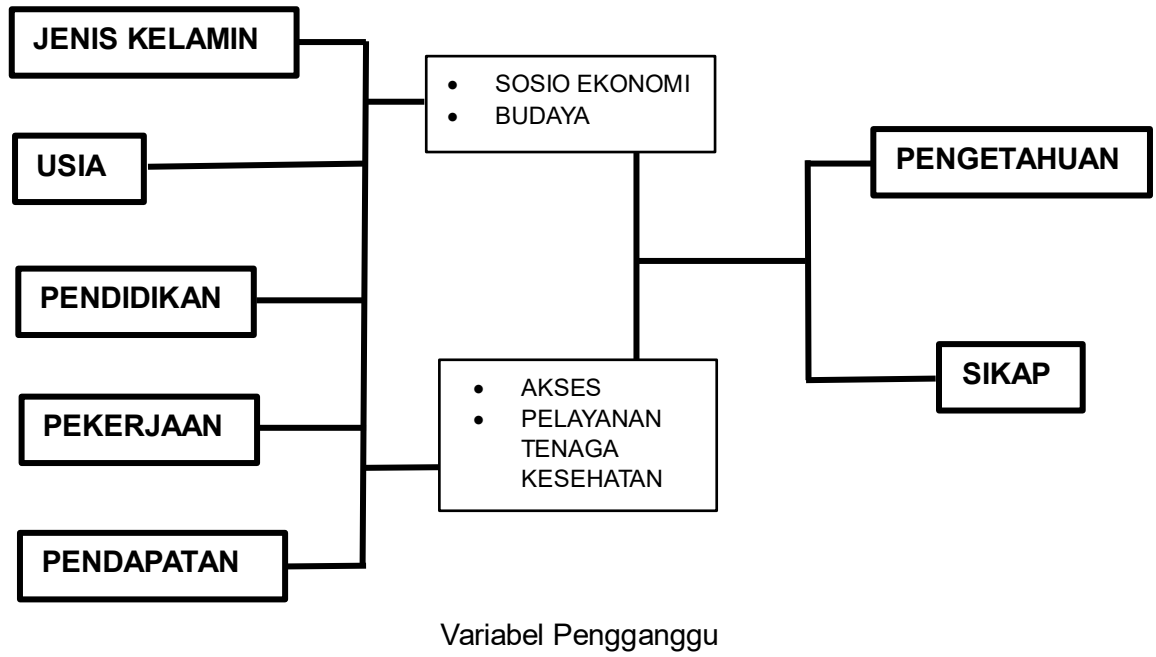 JENIS KELAMIN
USIA
PENDIDIKAN
PEKERJAAN
PENDAPATAN
• SOSIO EKONOMI
• BUDAYA
• AKSES
• PELAYANAN
TENAGA
KESEHATAN
PENGETAHUAN
SIKAP
Variabel Pengganggu